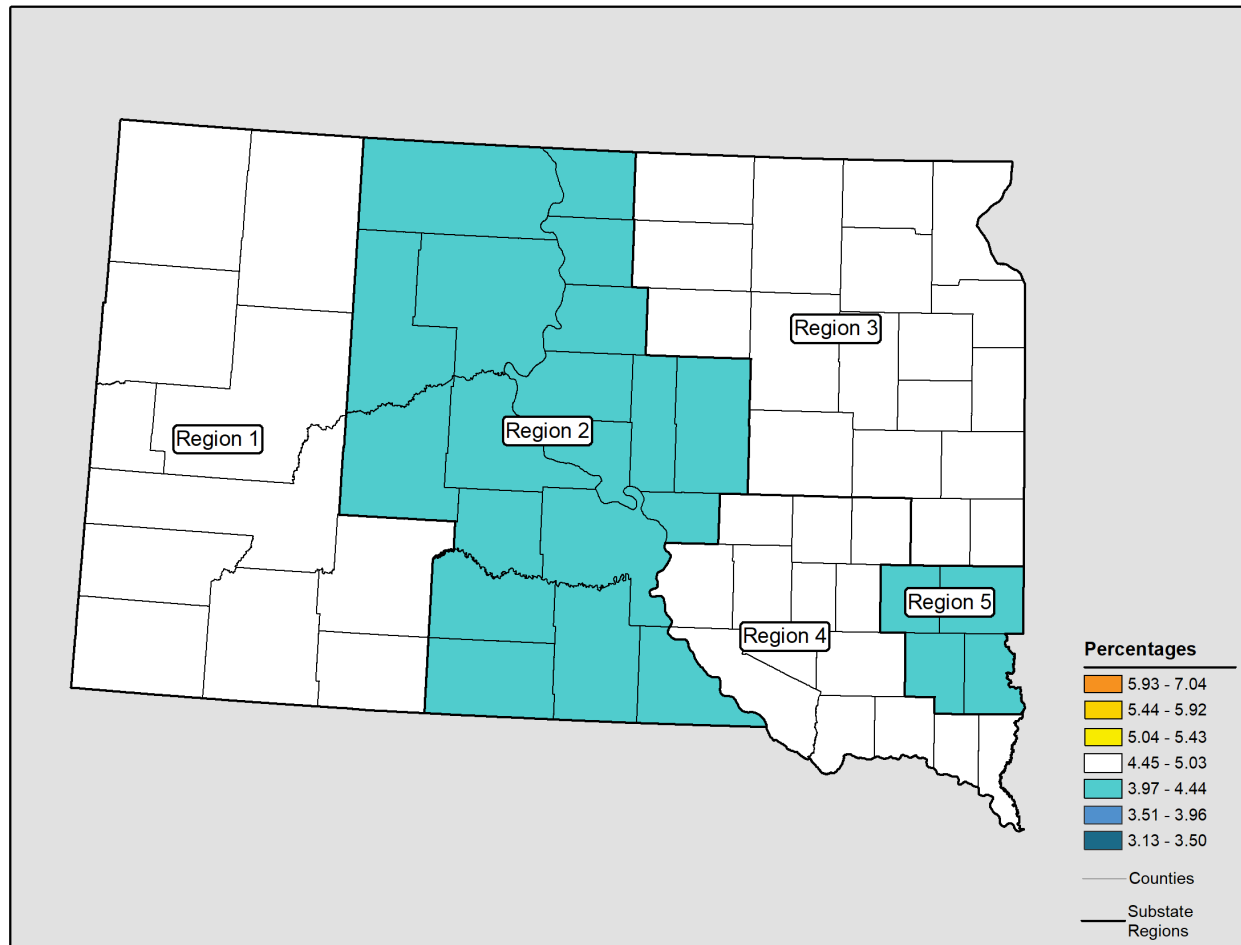 Region 3
Region 2
Region 1
Region 5
Region 4
Percentages
5.93 - 7.04
5.44 - 5.92
5.04 - 5.43
4.45 - 5.03
3.97 - 4.44
3.51 - 3.96
3.13 - 3.50
Counties
Substate
Regions